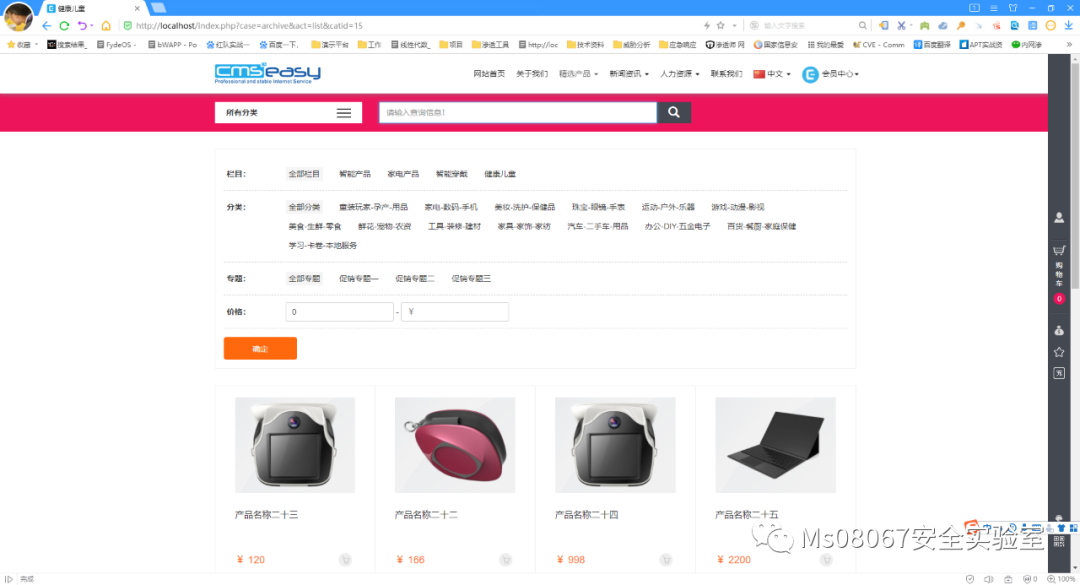 健康儿童
http://localhost/index.php?case=archive&act=list&catid=15
输入文字搜索
收藏 搜索结果_ FydeOS - bWAPP - Po 红队实战一 百度一下, 演示平台 工作 线性代数_ 项目 渗透工具 http://loc 技术资料 威胁分析 应急响应 渗透师 网 国家信息安 我的最爱 CVE - Comm 百度翻译 APT实战资 内网渗 »
CMSeasy
Professional and stable Internet Service
网站首页 关于我们 精选产品 新闻资讯 人力资源 联系我们 中文 会员中心
所有分类
请输入查询信息!
栏目: 全部栏目 智能产品 家电产品 智能穿戴 健康儿童
分类: 全部分类 童装玩家-孕产-用品 家电-数码-手机 美妆-洗护-保健品 珠宝-眼镜-手表 运动-户外-乐器 游戏-动漫-影视
美食-生鲜-零食 鲜花-宠物-农资 工具-装修-建材 家具-家饰-家纺 汽车-二手车-用品 办公-DIY-五金电子 百货-餐厨-家庭保健
学习-卡卷-本地服务
专题: 全部专题 促销专题一 促销专题二 促销专题三
价格: 0 - ¥
确定
购物车
0
产品名称二十三 产品名称二十二 产品名称二十四 产品名称二十五
¥ 120 ¥ 166 ¥ 998 ¥ 2200
Ms08067安全实验室
完成
0 100%